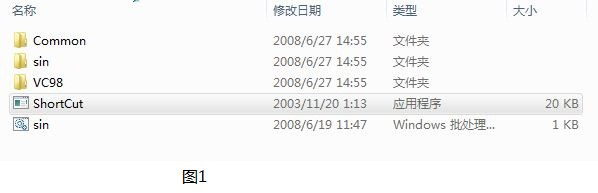 名称 修改日期 类型 大小
Common 2008/6/27 14:55 文件夹
sin 2008/6/27 14:55 文件夹
VC98 2008/6/27 14:55 文件夹
ShortCut 2003/11/20 1:13 应用程序 20 KB
sin 2008/6/19 11:47 Windows 批处理... 1 KB
图1